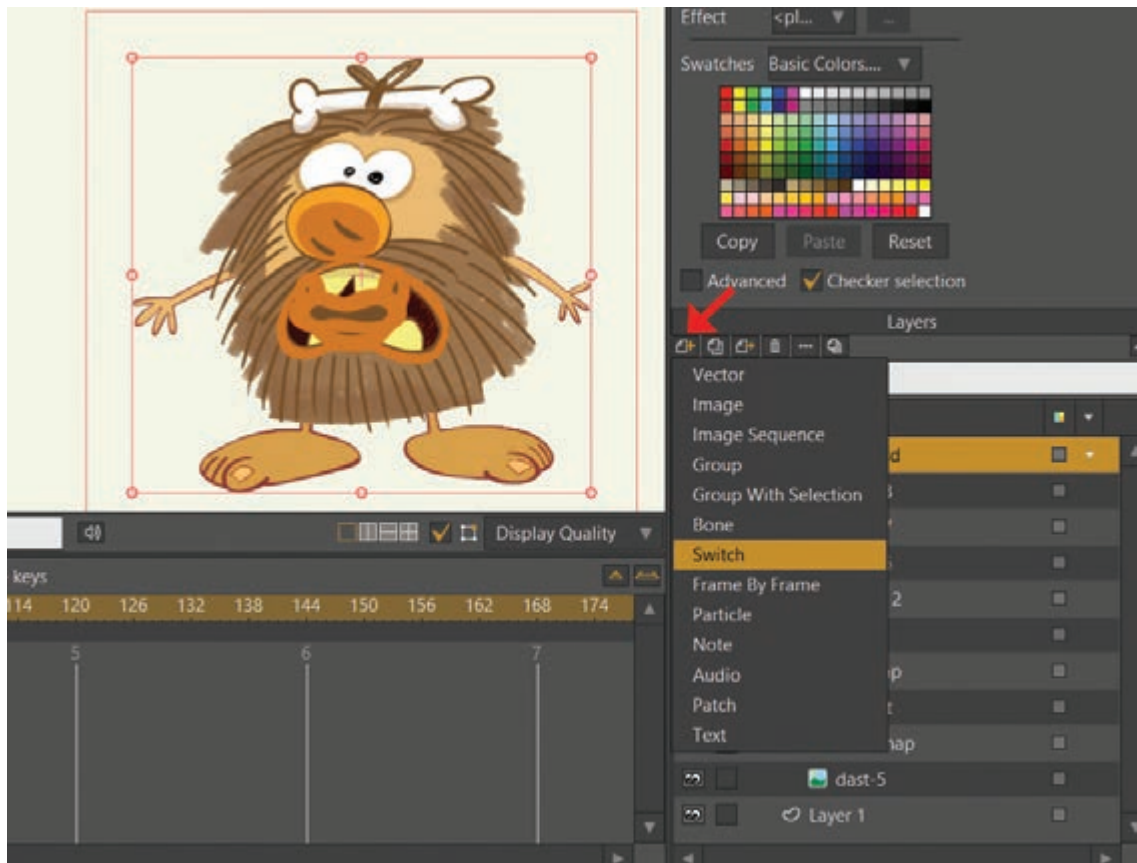 Effect <pl...
Swatches Basic Colors....
Copy Paste Reset
Advanced Checker selection
Layers
Vector
Image
Image Sequence
Group
Group With Selection
Bone
Switch
Frame By Frame
Particle
Note
Audio
Patch
Text
d
2
dast-5
Layer 1
Display Quality
keys
114 120 126 132 138 144 150 156 162 168 174
5 6 7